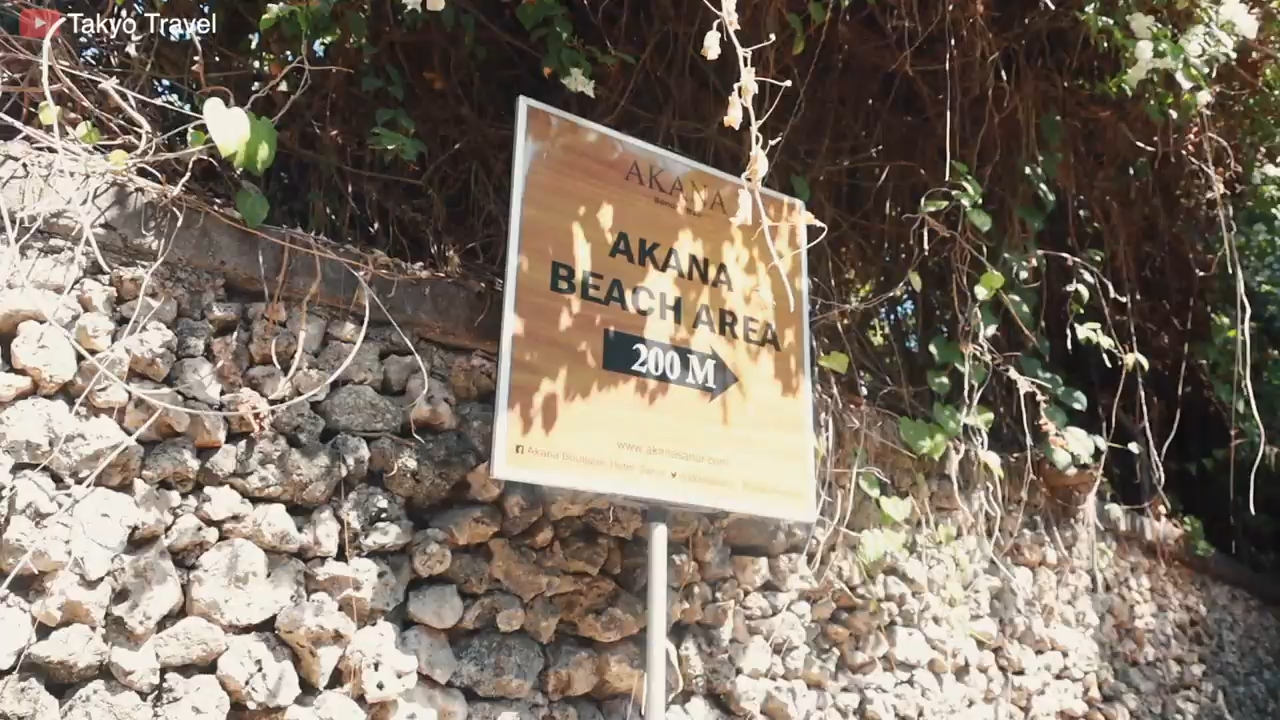 Takyo Travel
AKANA
AKANA
BEACH AREA
200 M
www.akanasanur.com
Akana Boutique Hotel Sanur